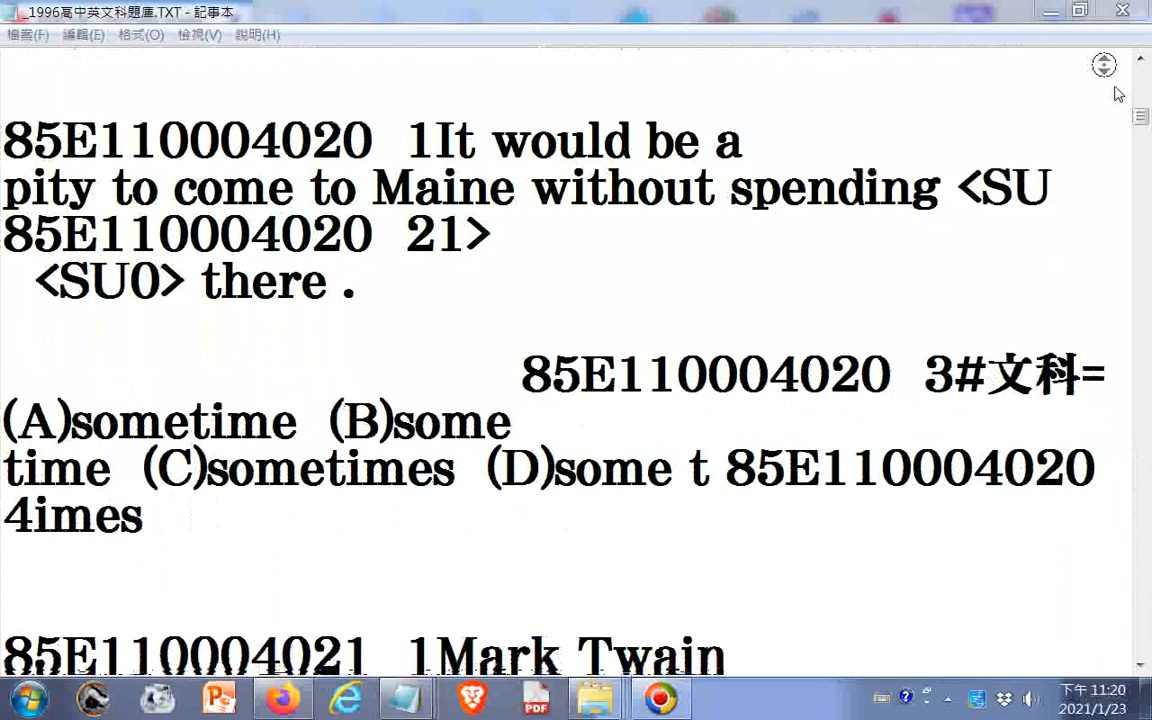 _1996高中英文科題庫.TXT - 記事本
檔案(F) 編輯(E) 格式(O) 檢視(V) 說明(H)
85E110004020 1It would be a
pity to come to Maine without spending <SU
85E110004020 21>
<SU0> there .
85E110004020 3#文科=
(A)sometime (B)some
time (C)sometimes (D)some t 85E110004020
4imes
85E110004021 1Mark Twain
PDF
下午 11:20
2021/1/23